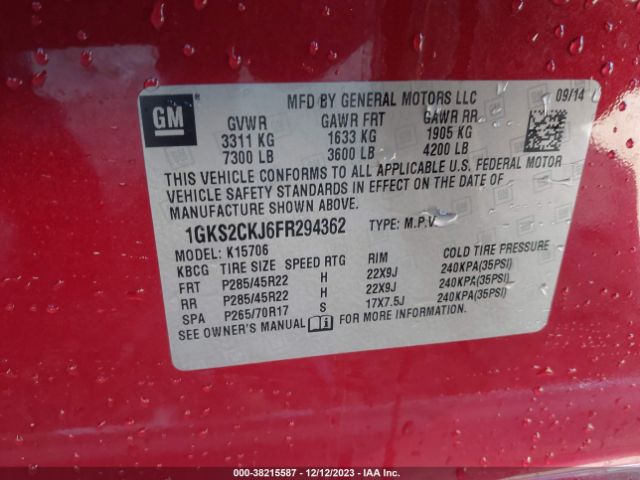 GM
MFD BY GENERAL MOTORS LLC 09/14
GVWR GAWR FRT GAWR RR
3311 KG 1633 KG 1905 KG
7300 LB 3600 LB 4200 LB
THIS VEHICLE CONFORMS TO ALL APPLICABLE U.S. FEDERAL MOTOR
VEHICLE SAFETY STANDARDS IN EFFECT ON THE DATE OF
MANUFACTURE SHOWN ABOVE.
1GKS2CKJ6FR294362 TYPE: M.P.V.
MODEL: K15706
KBCG TIRE SIZE SPEED RTG RIM COLD TIRE PRESSURE
FRT P285/45R22 H 22X9J 240KPA(35PSI)
RR P285/45R22 H 22X9J 240KPA(35PSI)
SPA P265/70R17 S 17X7.5J 240KPA(35PSI)
SEE OWNER'S MANUAL FOR MORE INFORMATION.
000-38215587 - 12/12/2023 - IAA Inc.